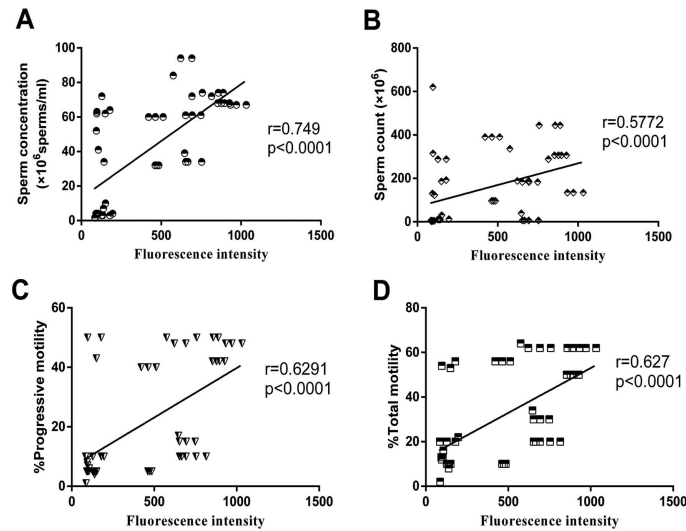 A
Sperm concentration
(×10⁶sperms/ml)
100
80
60
40
20
0
0
500
1000
1500
Fluorescence intensity
r=0.749
p<0.0001
B
Sperm count (×10⁶)
800
600
400
200
0
0
500
1000
1500
Fluorescence intensity
r=0.5772
p<0.0001
C
%Progressive motility
60
40
20
0
0
500
1000
1500
Fluorescence intensity
r=0.6291
p<0.0001
D
%Total motility
80
60
40
20
0
0
500
1000
1500
Fluorescence intensity
r=0.627
p<0.0001